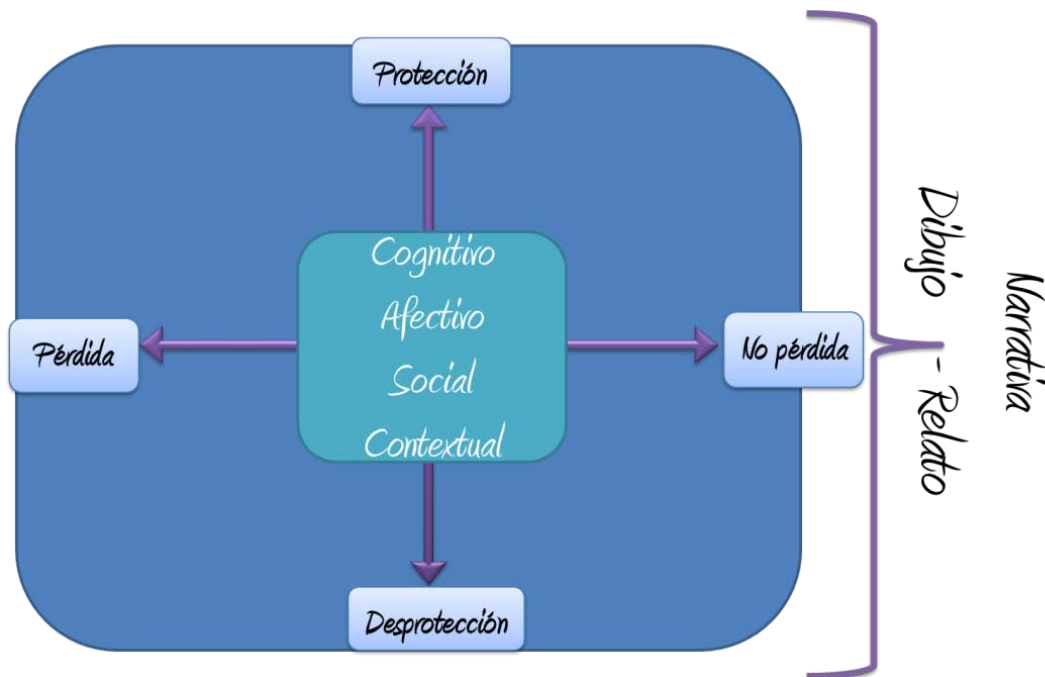 Protección
Cognitivo
Afectivo
Social
Contextual
Pérdida
No pérdida
Desprotección
Dibujo - Relato
Narrativa